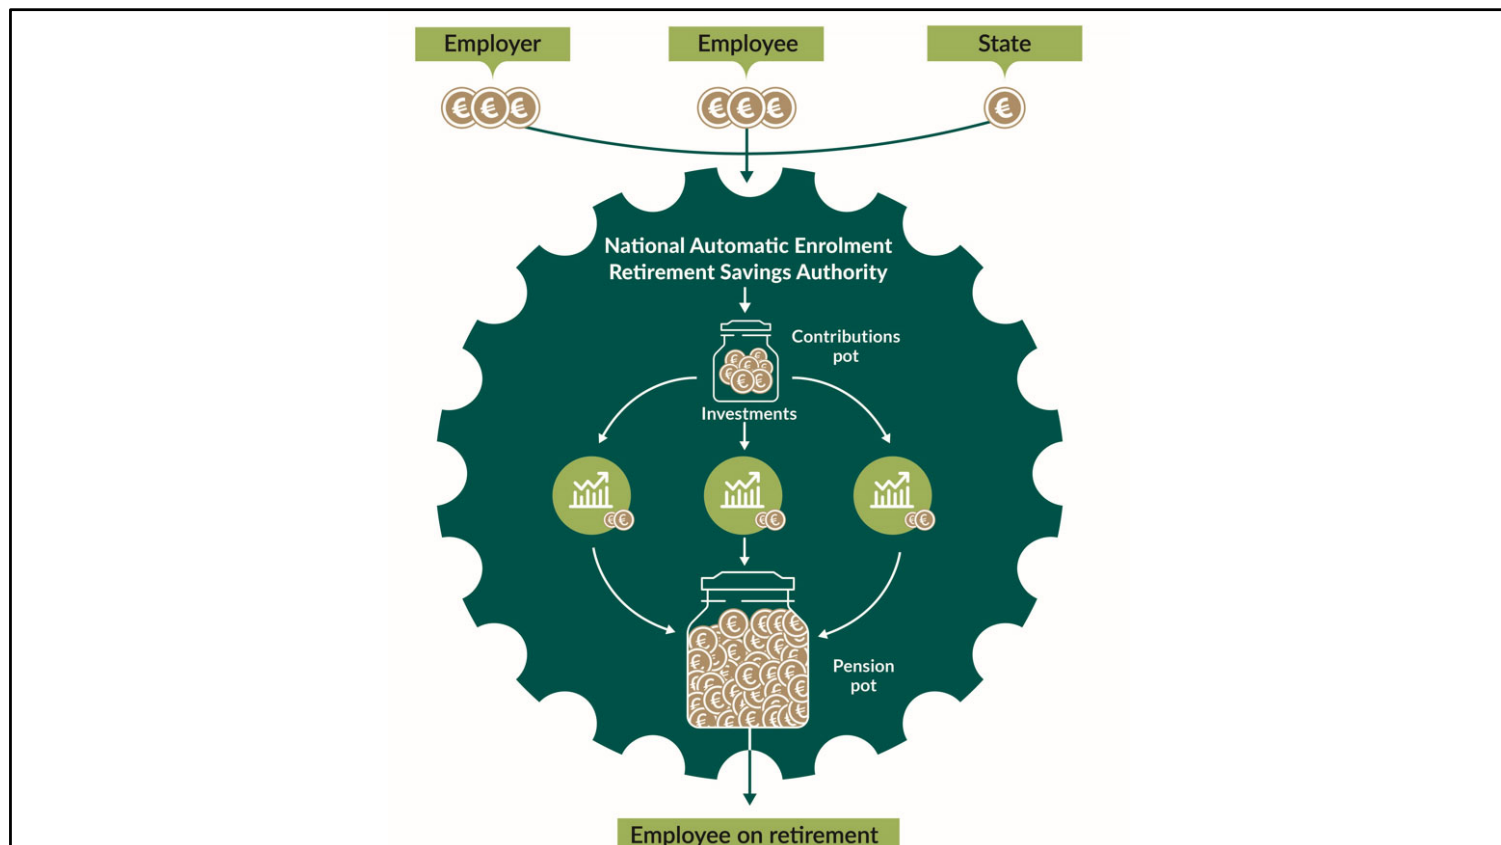 Employer
Employee
State
National Automatic Enrolment
Retirement Savings Authority
Contributions
pot
Investments
Pension
pot
Employee on retirement